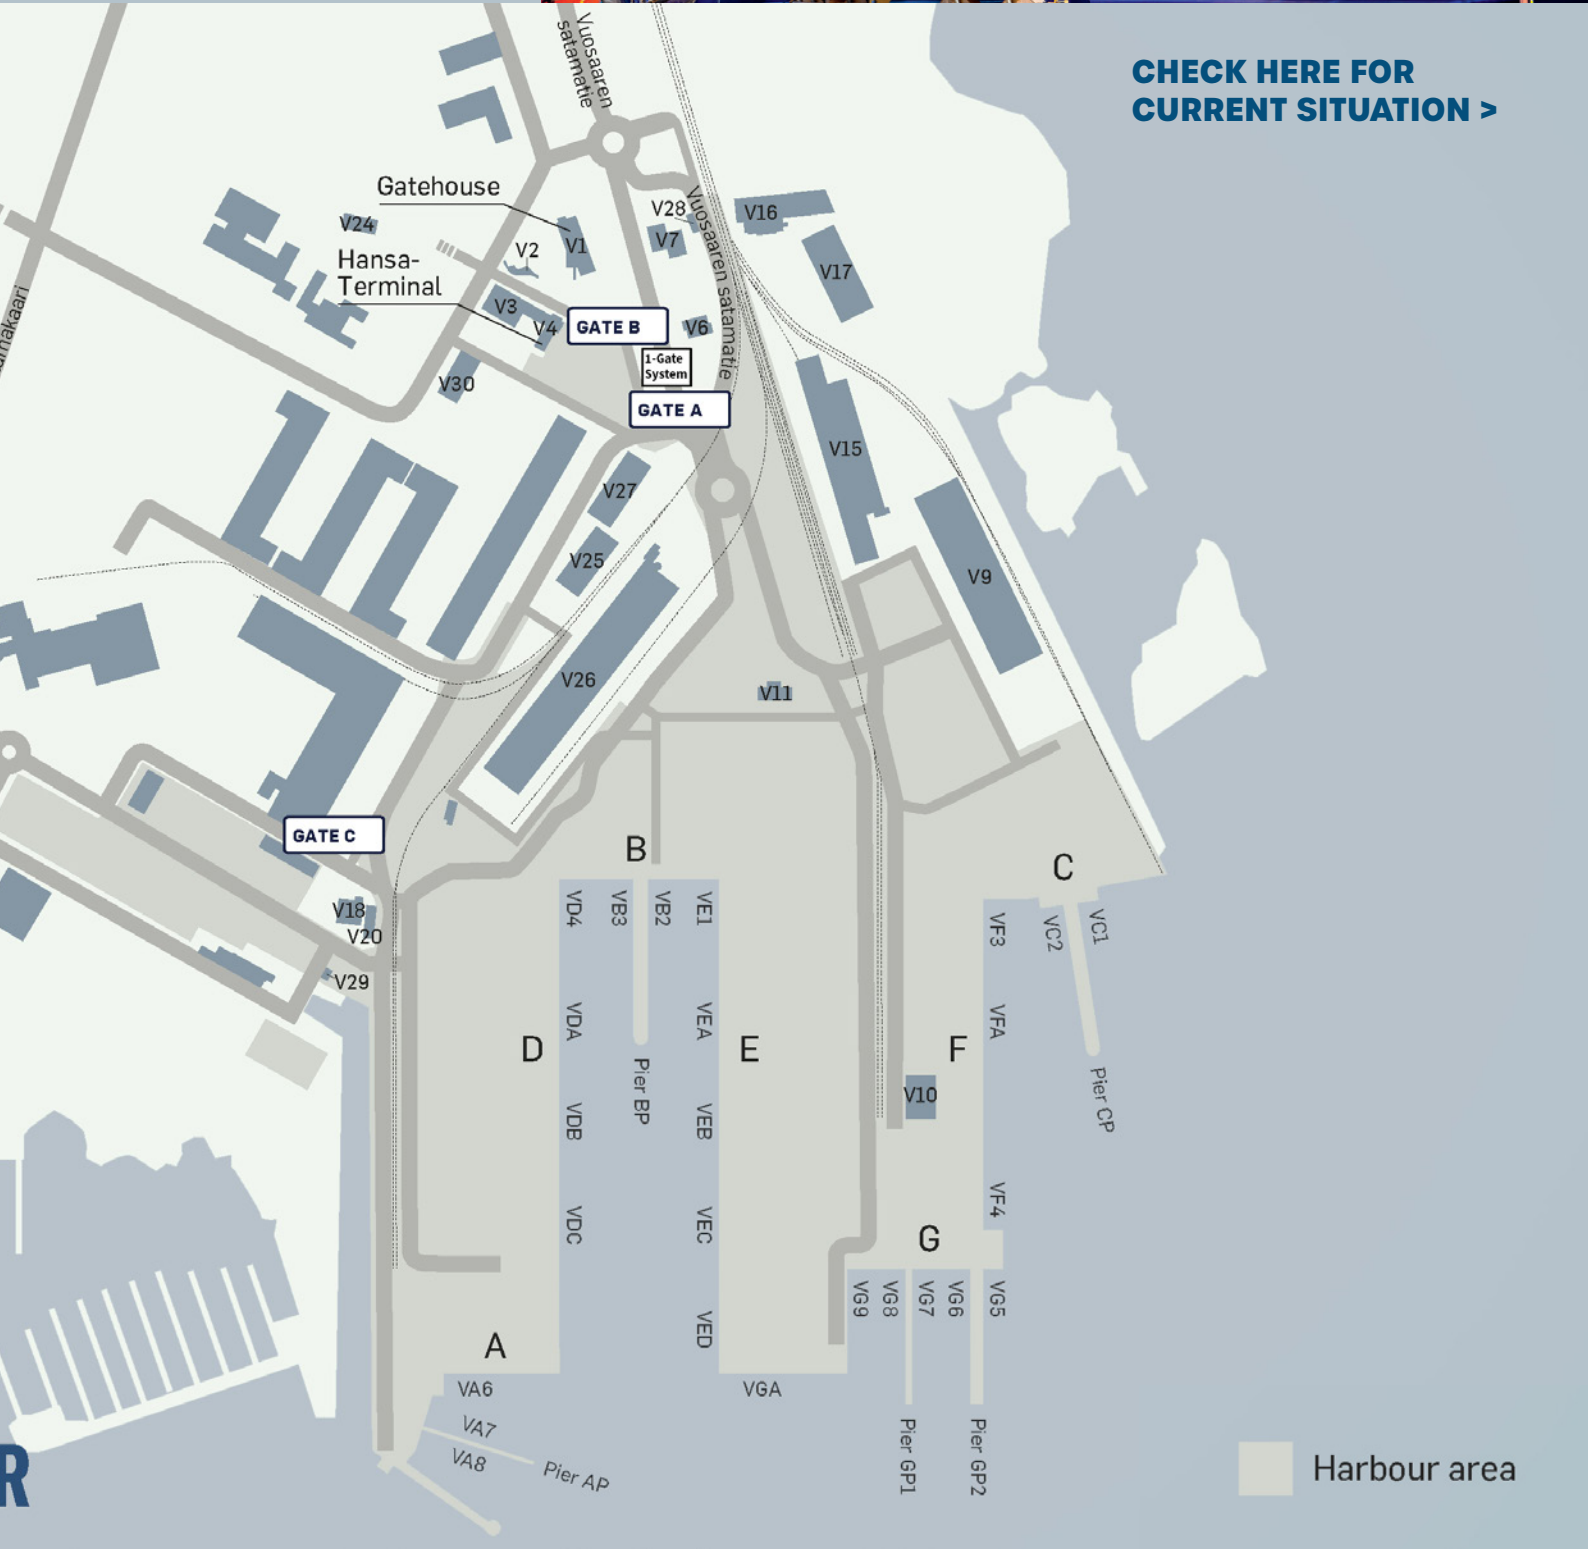 CHECK HERE FOR
CURRENT SITUATION >
Vuosaaren
satamatie
Gatehouse
V24
V28
V16
V2
V1
V7
Vuosaaren satamatie
Hansa-
Terminal
V17
V3
V4
GATE B
V6
1-Gate
System
V30
GATE A
V15
V27
V25
V9
V26
V11
GATE C
B
C
V18
V20
V29
VD4
VB3
VB2
VE1
VF3
VC2
VC1
VDA
VEA
VFA
D
E
F
Pier BP
Pier CP
V10
VDB
VEB
VDC
VEC
VF4
G
VED
VG9
VG8
VG7
VG6
VG5
A
VA6
VGA
VA7
VA8
Pier AP
Pier GP1
Pier GP2
R
Harbour area